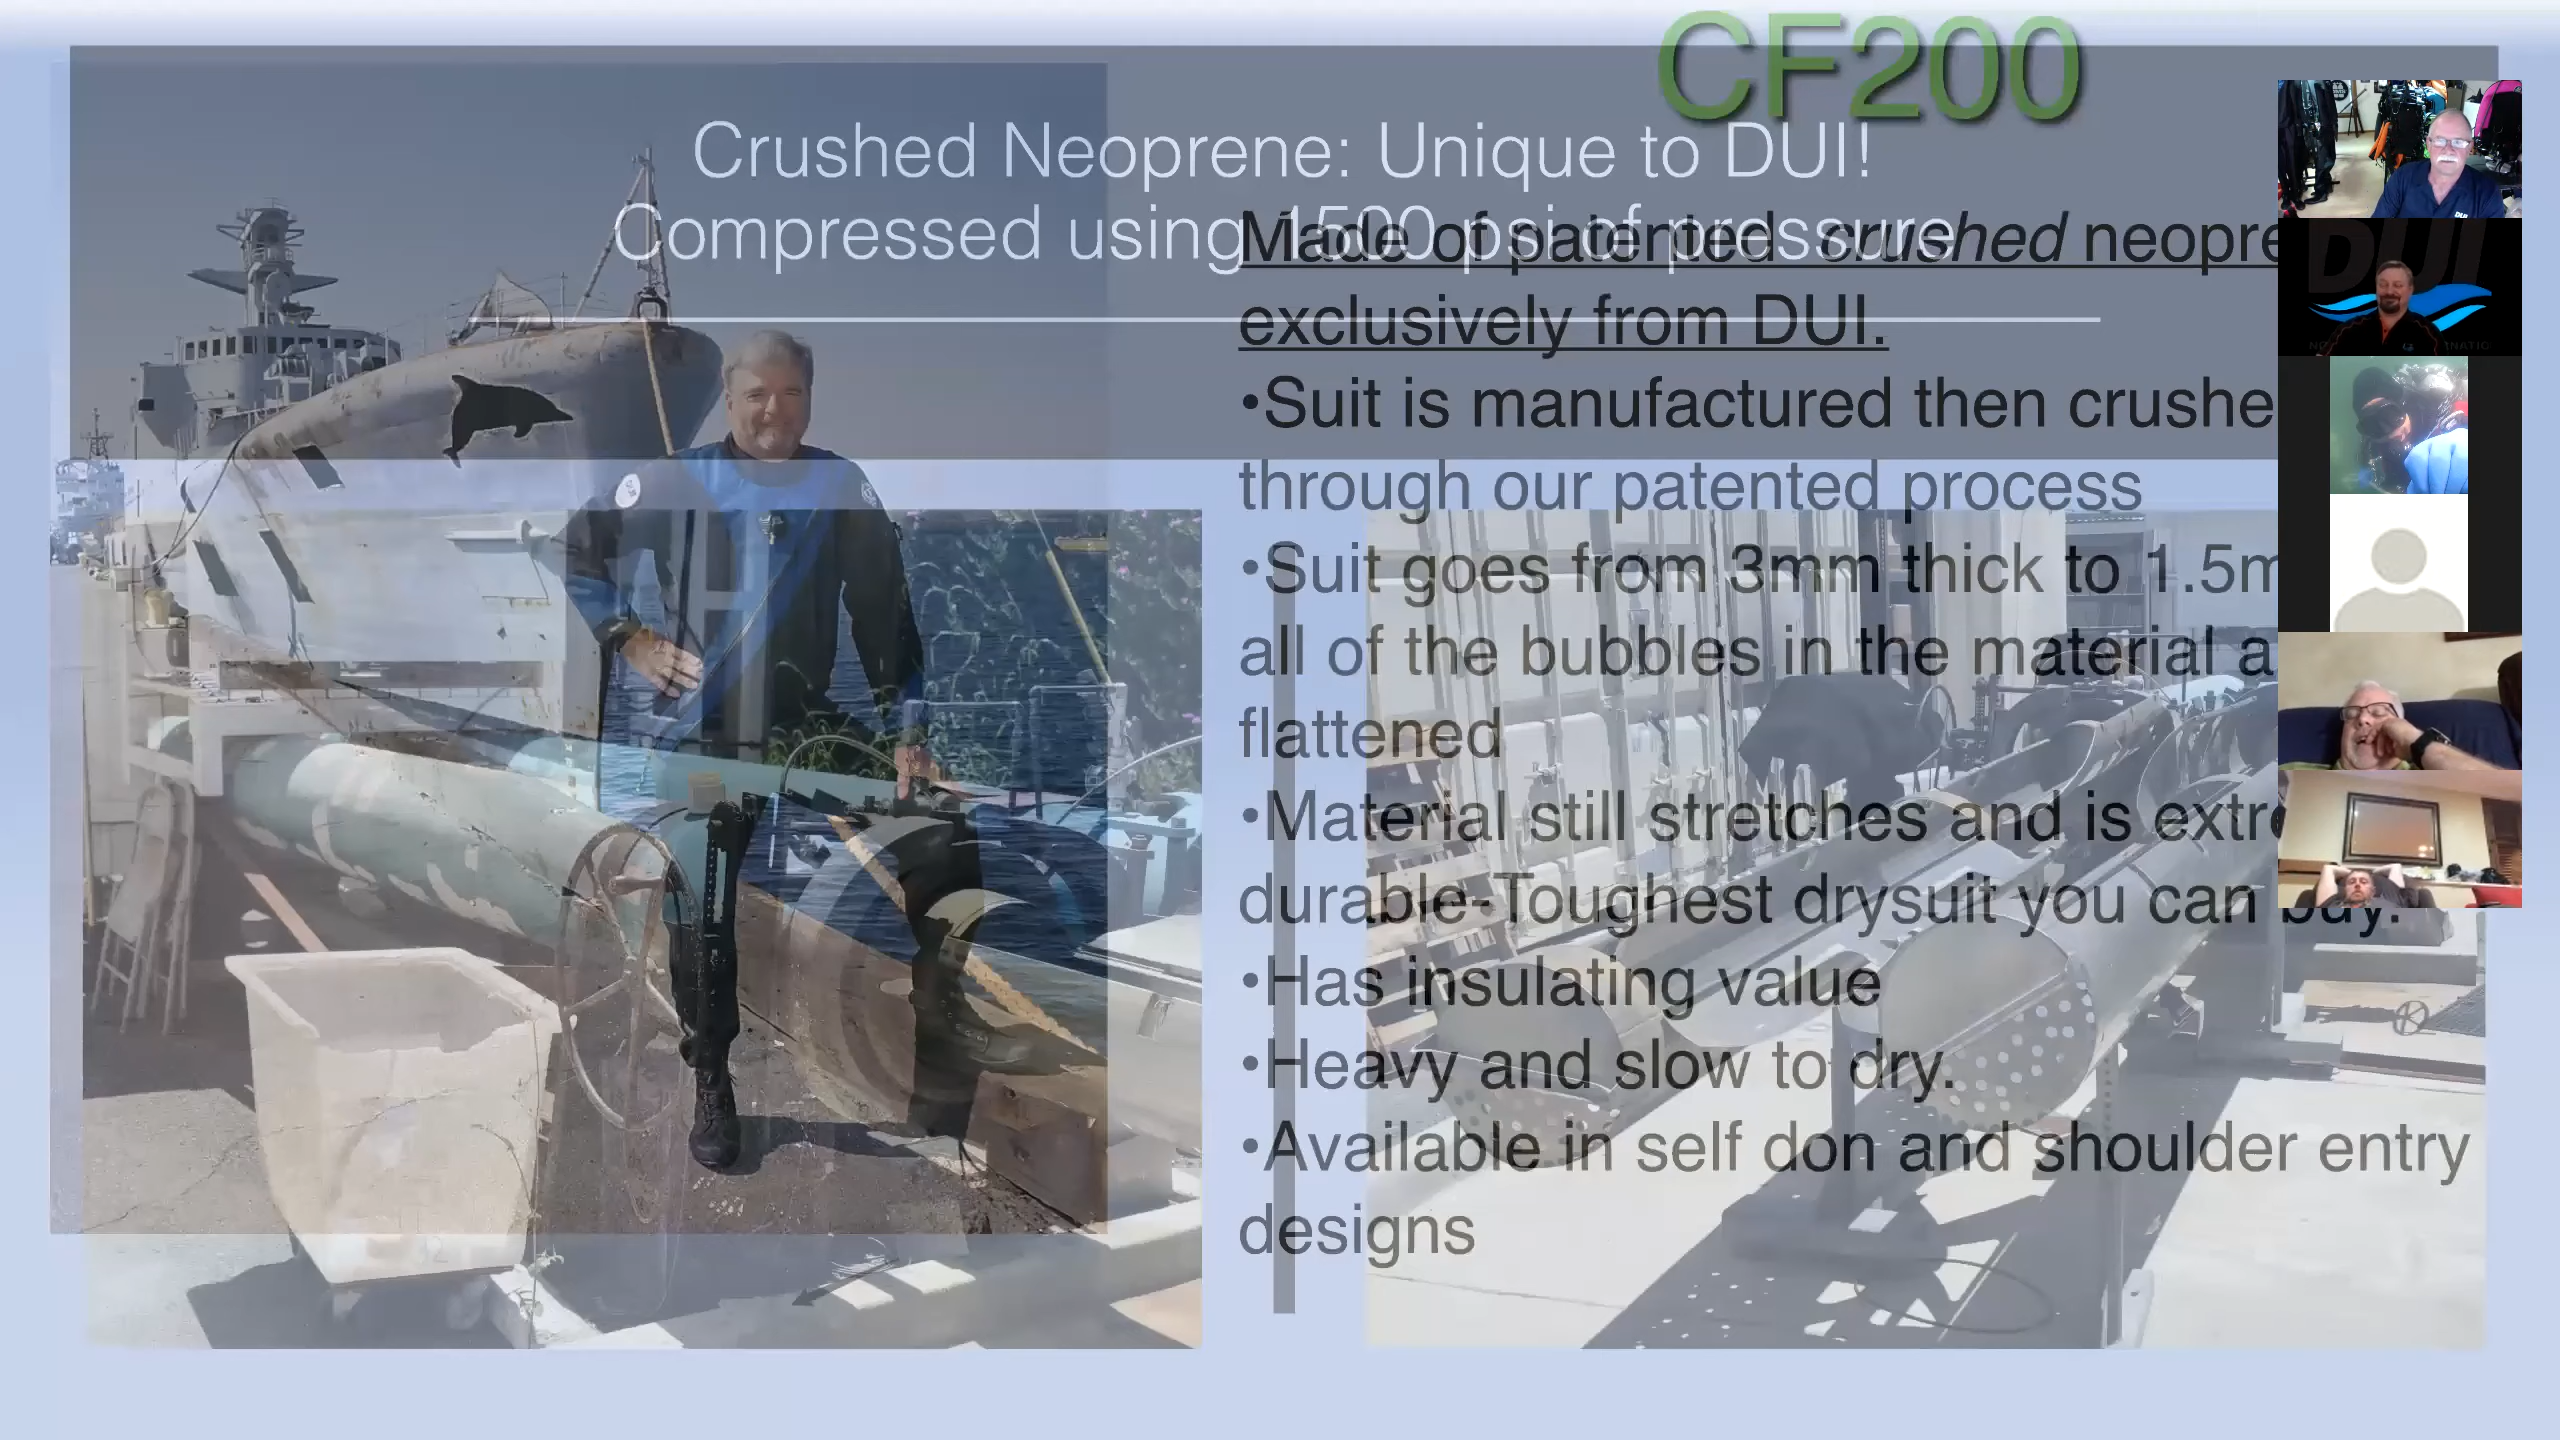 CF200
Crushed Neoprene: Unique to DUI!
Compressed using 1500 psi of pressure
Made of patented crushed neopre
exclusively from DUI.
•Suit is manufactured then crushe
through our patented process
•Suit goes from 3mm thick to 1.5m
all of the bubbles in the material a
flattened
•Material still stretches and is extre
durable-Toughest drysuit you can buy.
•Has insulating value
•Heavy and slow to dry.
•Available in self don and shoulder entry
designs
DUI